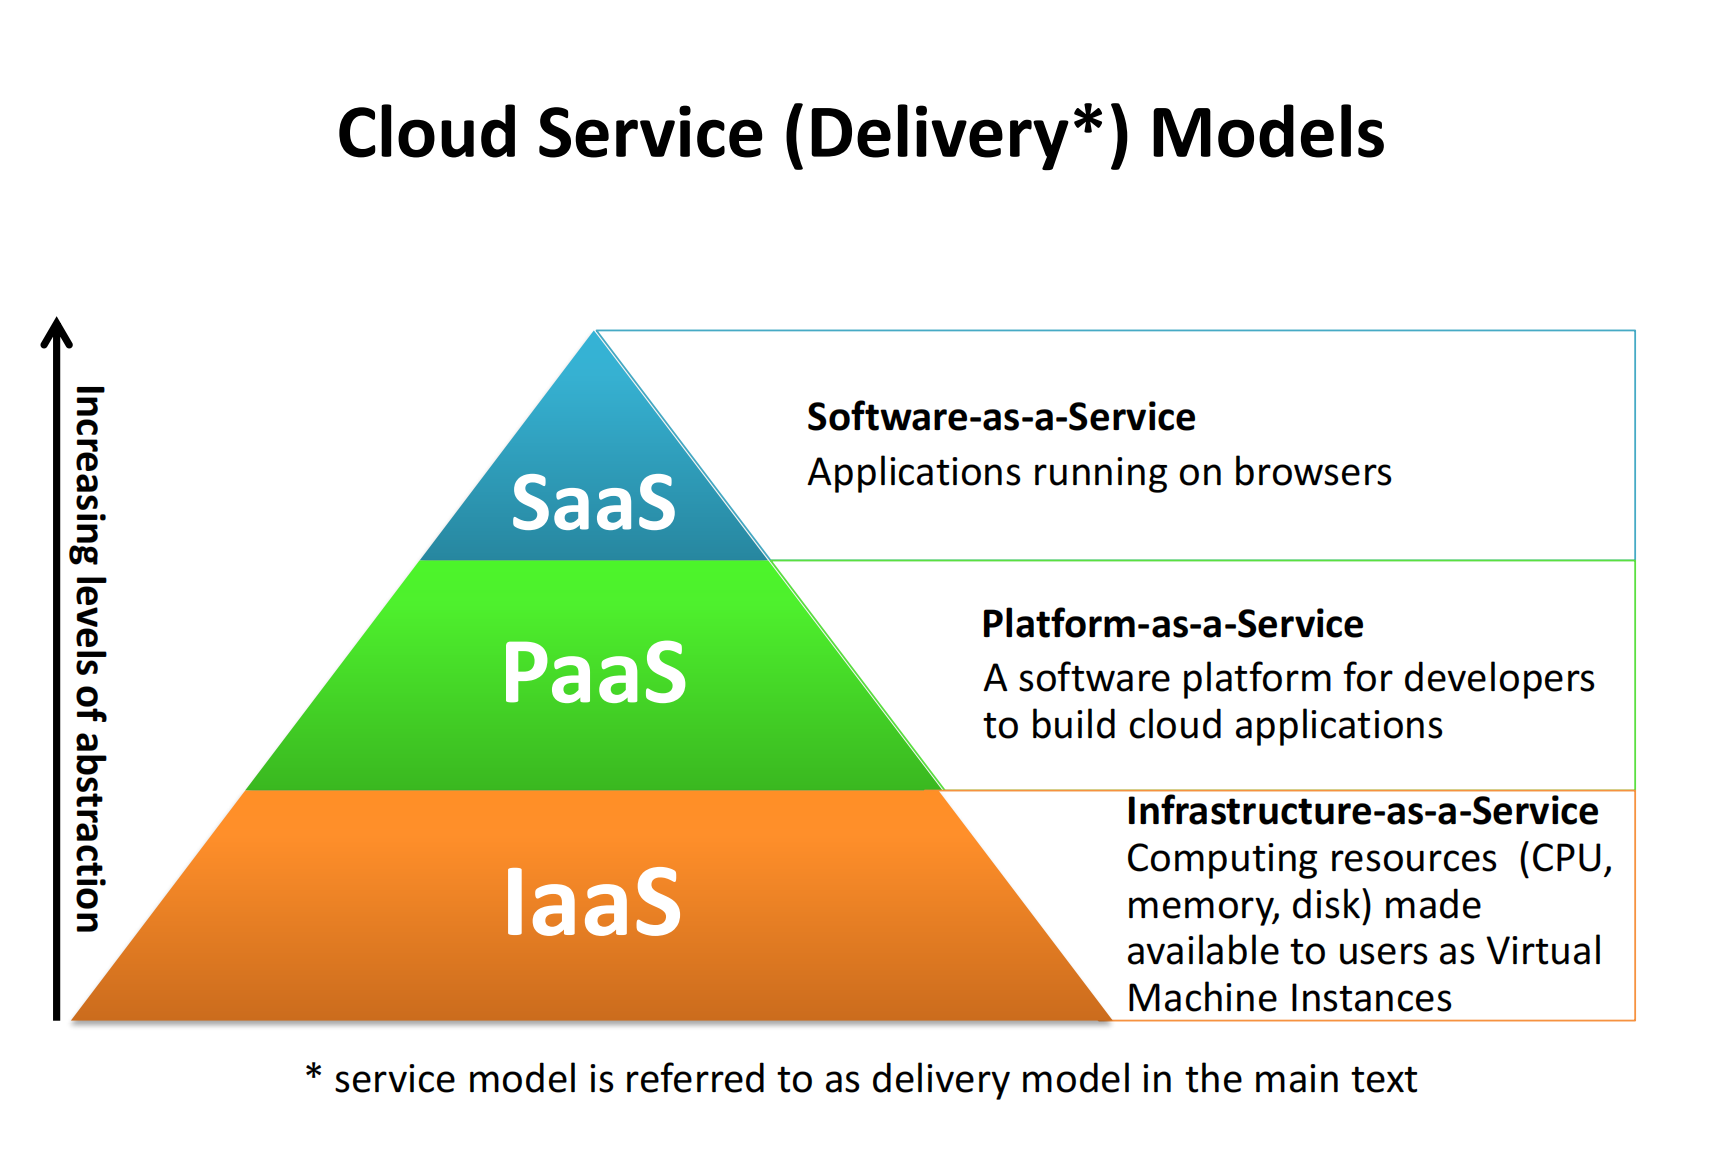 Cloud Service (Delivery*) Models
Increasing levels of abstraction
SaaS
Software-as-a-Service
Applications running on browsers
PaaS
Platform-as-a-Service
A software platform for developers
to build cloud applications
IaaS
Infrastructure-as-a-Service
Computing resources  (CPU,
memory, disk) made
available to users as Virtual
Machine Instances
* service model is referred to as delivery model in the main text